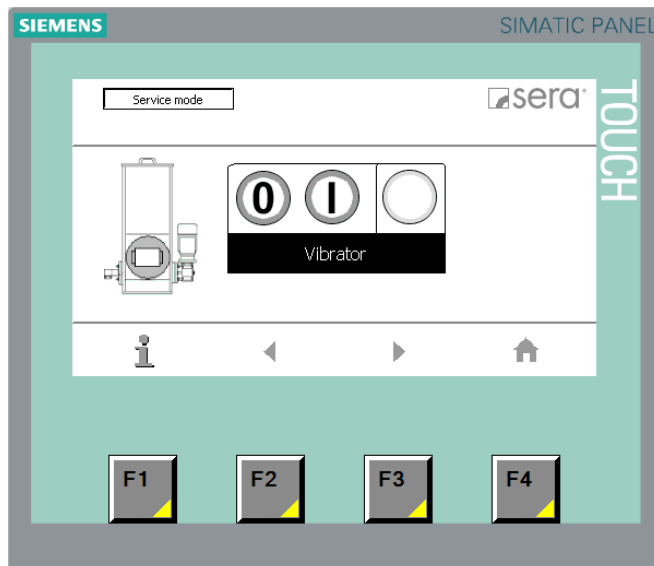 SIEMENS
SIMATIC PANEL
Service mode
sera
TOUCH
0 I
Vibrator
i
F1 F2 F3 F4